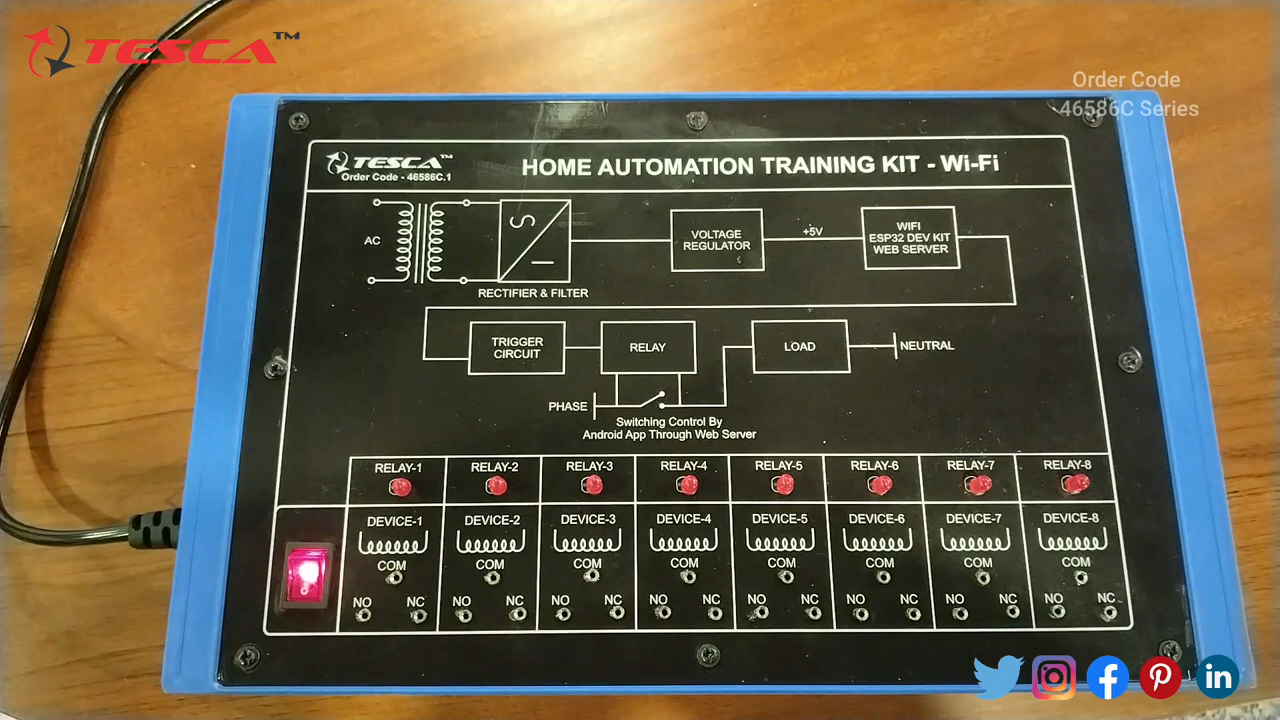 TESCA™
Order Code
46586C Series
TESCA™
Order Code - 46586C.1
HOME AUTOMATION TRAINING KIT - Wi-Fi
AC
RECTIFIER & FILTER
VOLTAGE
REGULATOR
+5V
WIFI
ESP32 DEV KIT
WEB SERVER
TRIGGER
CIRCUIT
RELAY
LOAD
NEUTRAL
PHASE
Switching Control By
Android App Through Web Server
RELAY-1 RELAY-2 RELAY-3 RELAY-4 RELAY-5 RELAY-6 RELAY-7 RELAY-8
DEVICE-1 DEVICE-2 DEVICE-3 DEVICE-4 DEVICE-5 DEVICE-6 DEVICE-7 DEVICE-8
COM COM COM COM COM COM COM COM
NO NC NO NC NO NC NO NC NO NC NO NC NO NC NO NC
in